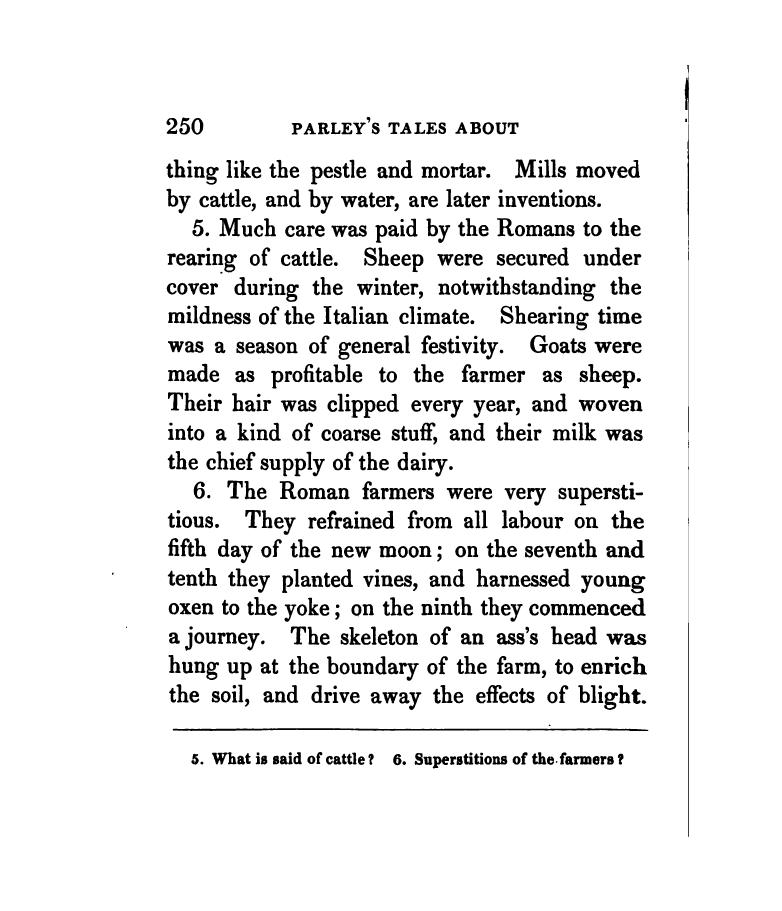 250 PARLEY'S TALES ABOUT
thing like the pestle and mortar. Mills moved
by cattle, and by water, are later inventions.
5. Much care was paid by the Romans to the
rearing of cattle. Sheep were secured under
cover during the winter, notwithstanding the
mildness of the Italian climate. Shearing time
was a season of general festivity. Goats were
made as profitable to the farmer as sheep.
Their hair was clipped every year, and woven
into a kind of coarse stuff, and their milk was
the chief supply of the dairy.
6. The Roman farmers were very supersti-
tious. They refrained from all labour on the
fifth day of the new moon; on the seventh and
tenth they planted vines, and harnessed young
oxen to the yoke; on the ninth they commenced
a journey. The skeleton of an ass's head was
hung up at the boundary of the farm, to enrich
the soil, and drive away the effects of blight.
5. What is said of cattle? 6. Superstitions of the farmers?